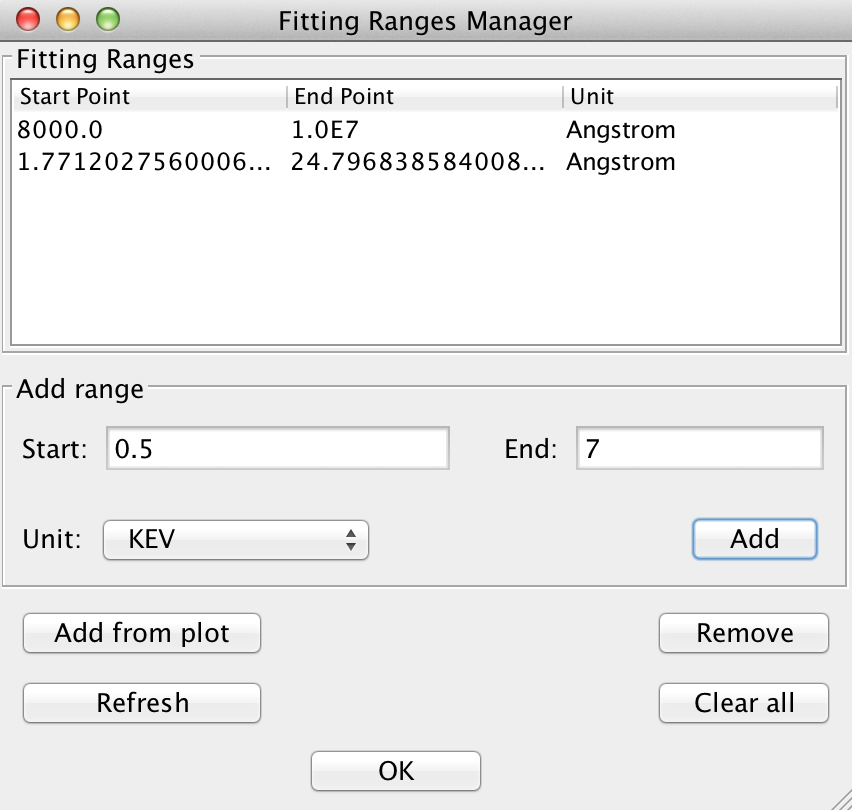 Fitting Ranges Manager
Fitting Ranges
Start Point End Point Unit
8000.0 1.0E7 Angstrom
1.7712027560006... 24.796838584008... Angstrom
Add range
Start: 0.5 End: 7
Unit: KEV Add
Add from plot Remove
Refresh Clear all
OK